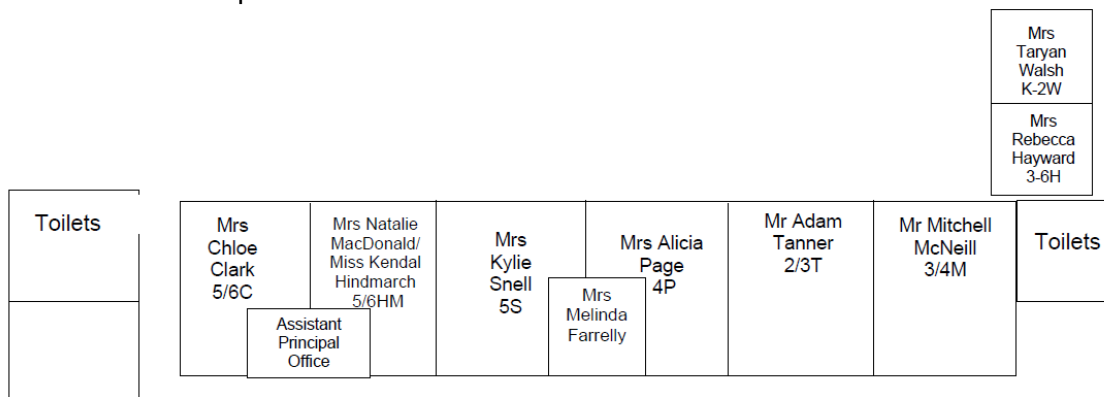 Mrs
Taryan
Walsh
K-2W
Mrs
Rebecca
Hayward
3-6H
Toilets
Mrs
Chloe
Clark
5/6C
Mrs Natalie
MacDonald/
Miss Kendal
Hindmarch
5/6HM
Assistant
Principal
Office
Mrs
Kylie
Snell
5S
Mrs Alicia
Page
4P
Mrs
Melinda
Farrelly
Mr Adam
Tanner
2/3T
Mr Mitchell
McNeill
3/4M
Toilets